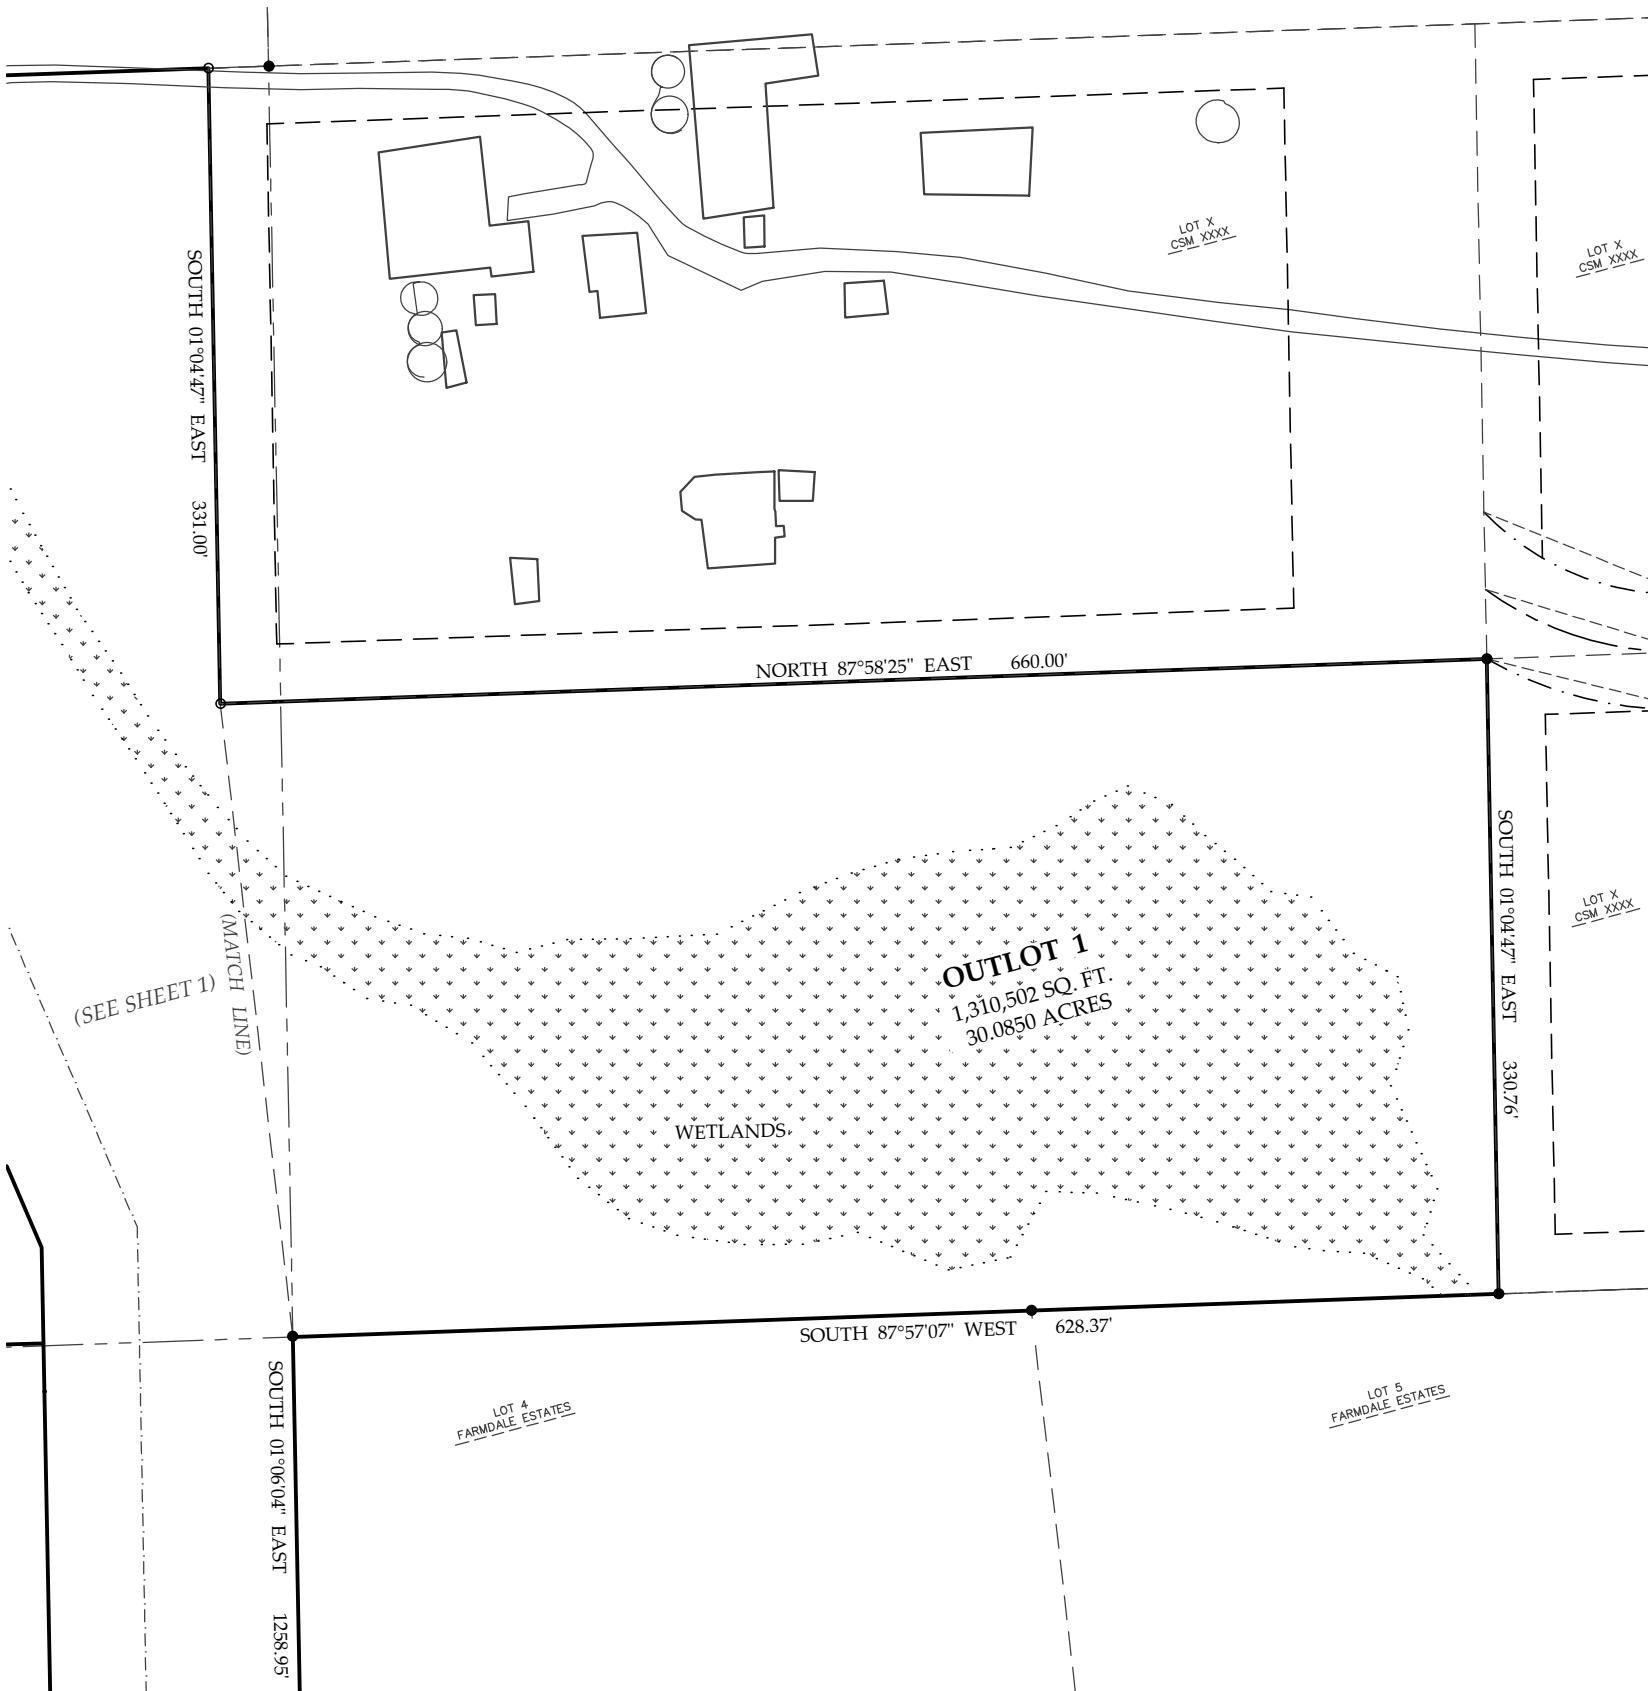 LOT X
CSM XXXX
LOT X
CSM XXXX
SOUTH 01°04'47" EAST 331.00'
NORTH 87°58'25" EAST 660.00'
SOUTH 01°04'47" EAST 330.76'
LOT X
CSM XXXX
OUTLOT 1
1,310,502 SQ. FT.
30.0850 ACRES
(SEE SHEET 1)
(MATCH LINE)
WETLANDS
SOUTH 87°57'07" WEST 628.37'
SOUTH 01°06'04" EAST 1258.95'
LOT 4
FARMDALE ESTATES
LOT 5
FARMDALE ESTATES